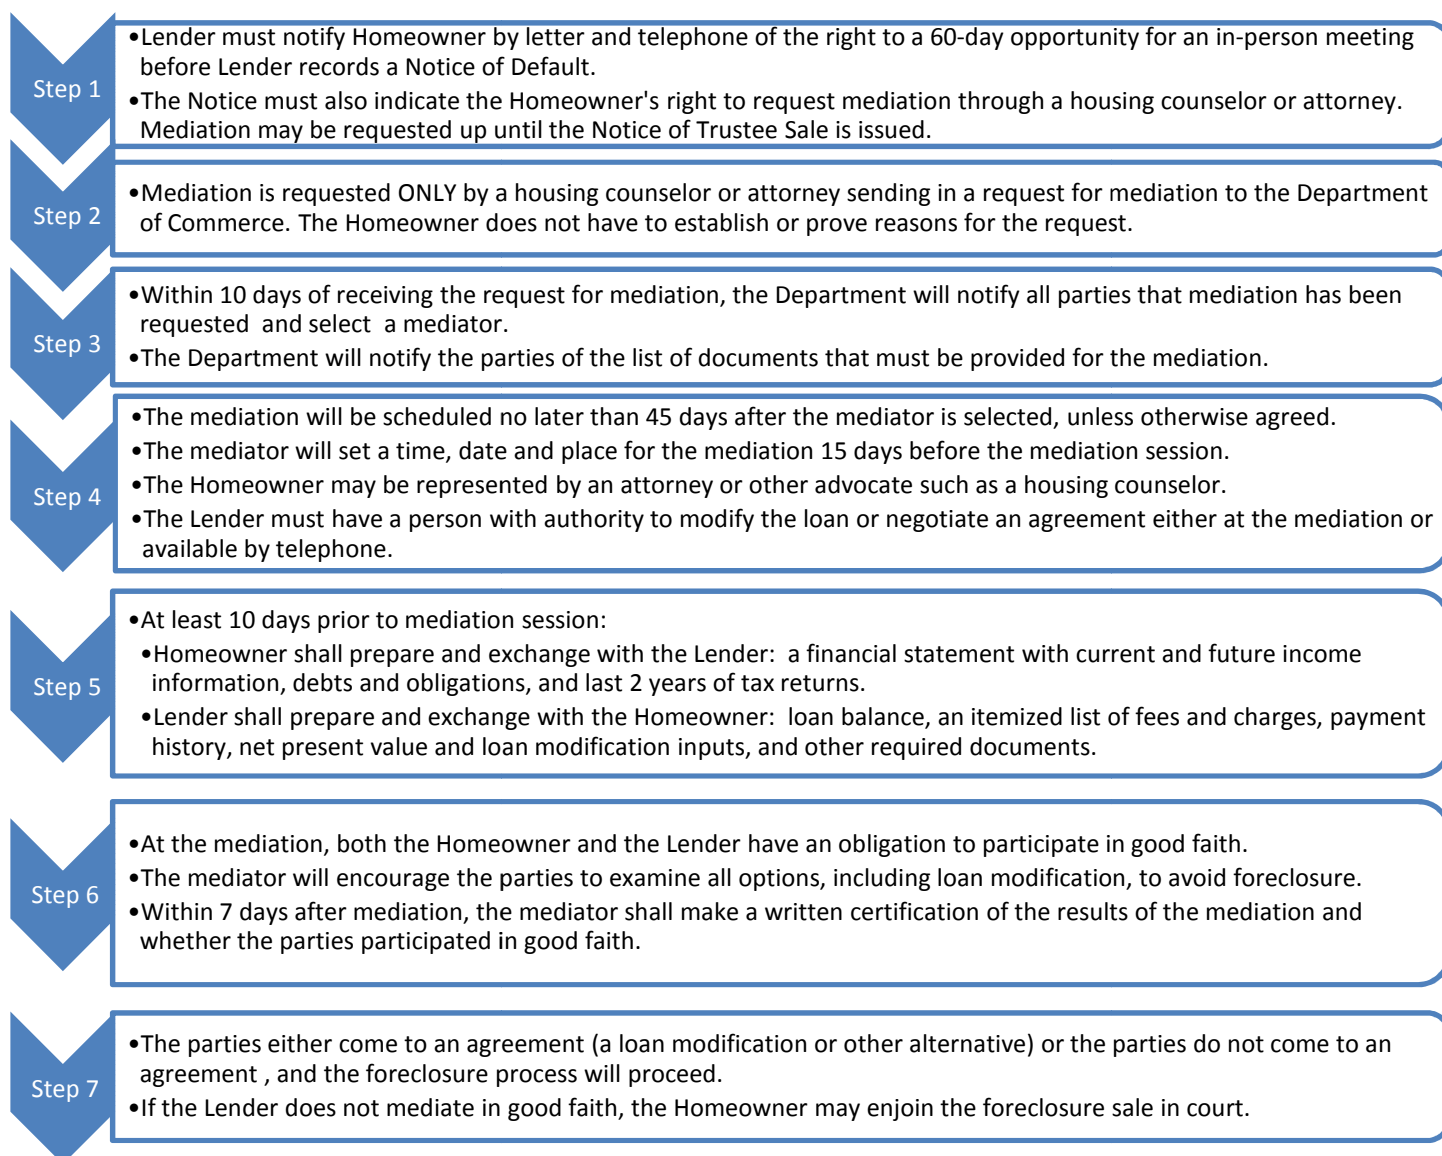 Step 1
•Lender must notify Homeowner by letter and telephone of the right to a 60-day opportunity for an in-person meeting
before Lender records a Notice of Default.
•The Notice must also indicate the Homeowner's right to request mediation through a housing counselor or attorney.
Mediation may be requested up until the Notice of Trustee Sale is issued.
Step 2
•Mediation is requested ONLY by a housing counselor or attorney sending in a request for mediation to the Department
of Commerce. The Homeowner does not have to establish or prove reasons for the request.
Step 3
•Within 10 days of receiving the request for mediation, the Department will notify all parties that mediation has been
requested and select a mediator.
•The Department will notify the parties of the list of documents that must be provided for the mediation.
Step 4
•The mediation will be scheduled no later than 45 days after the mediator is selected, unless otherwise agreed.
•The mediator will set a time, date and place for the mediation 15 days before the mediation session.
•The Homeowner may be represented by an attorney or other advocate such as a housing counselor.
•The Lender must have a person with authority to modify the loan or negotiate an agreement either at the mediation or
available by telephone.
Step 5
•At least 10 days prior to mediation session:
•Homeowner shall prepare and exchange with the Lender: a financial statement with current and future income
information, debts and obligations, and last 2 years of tax returns.
•Lender shall prepare and exchange with the Homeowner: loan balance, an itemized list of fees and charges, payment
history, net present value and loan modification inputs, and other required documents.
Step 6
•At the mediation, both the Homeowner and the Lender have an obligation to participate in good faith.
•The mediator will encourage the parties to examine all options, including loan modification, to avoid foreclosure.
•Within 7 days after mediation, the mediator shall make a written certification of the results of the mediation and
whether the parties participated in good faith.
Step 7
•The parties either come to an agreement (a loan modification or other alternative) or the parties do not come to an
agreement , and the foreclosure process will proceed.
•If the Lender does not mediate in good faith, the Homeowner may enjoin the foreclosure sale in court.